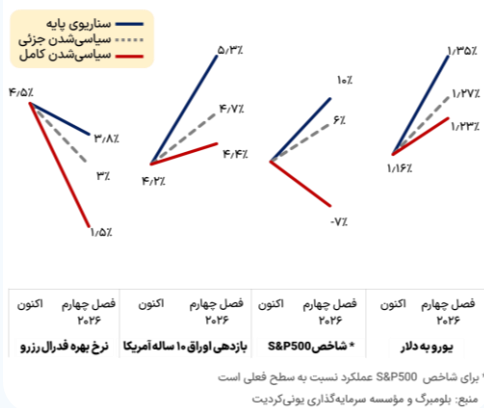 سناریوی پایه
سیاسی‌شدن جزئی
سیاسی‌شدن کامل
۴٫۵٪
۳٫۸٪
۳٪
۱٫۵٪
۵٫۳٪
۴٫۷٪
۴٫۴٪
۴٫۲٪
۱۰٪
۶٪
-۷٪
۱٫۳۵٪
۱٫۲۷٪
۱٫۲۳٪
۱٫۱۶٪
اکنون فصل چهارم ۲۰۲۶
نرخ بهره فدرال رزرو
اکنون فصل چهارم ۲۰۲۶
بازدهی اوراق ۱۰ ساله آمریکا
اکنون فصل چهارم ۲۰۲۶
* شاخص S&P500
اکنون فصل چهارم ۲۰۲۶
یورو به دلار
* برای شاخص S&P500 عملکرد نسبت به سطح فعلی است
منبع: بلومبرگ و مؤسسه سرمایه‌گذاری یونی‌کردیت